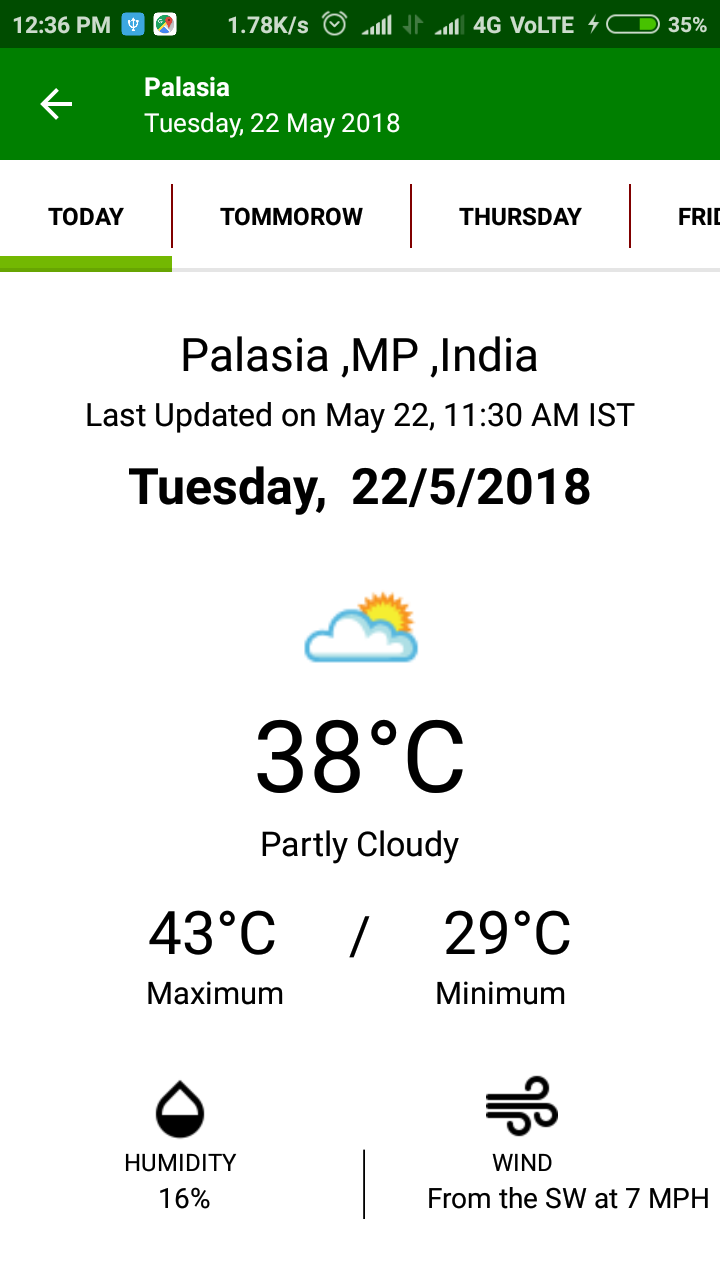 12:36 PM 1.78K/s 4G VoLTE 35%
Palasia
Tuesday, 22 May 2018
TODAY TOMMOROW THURSDAY FRID
Palasia ,MP ,India
Last Updated on May 22, 11:30 AM IST
Tuesday, 22/5/2018
38°C
Partly Cloudy
43°C / 29°C
Maximum Minimum
HUMIDITY WIND
16% From the SW at 7 MPH